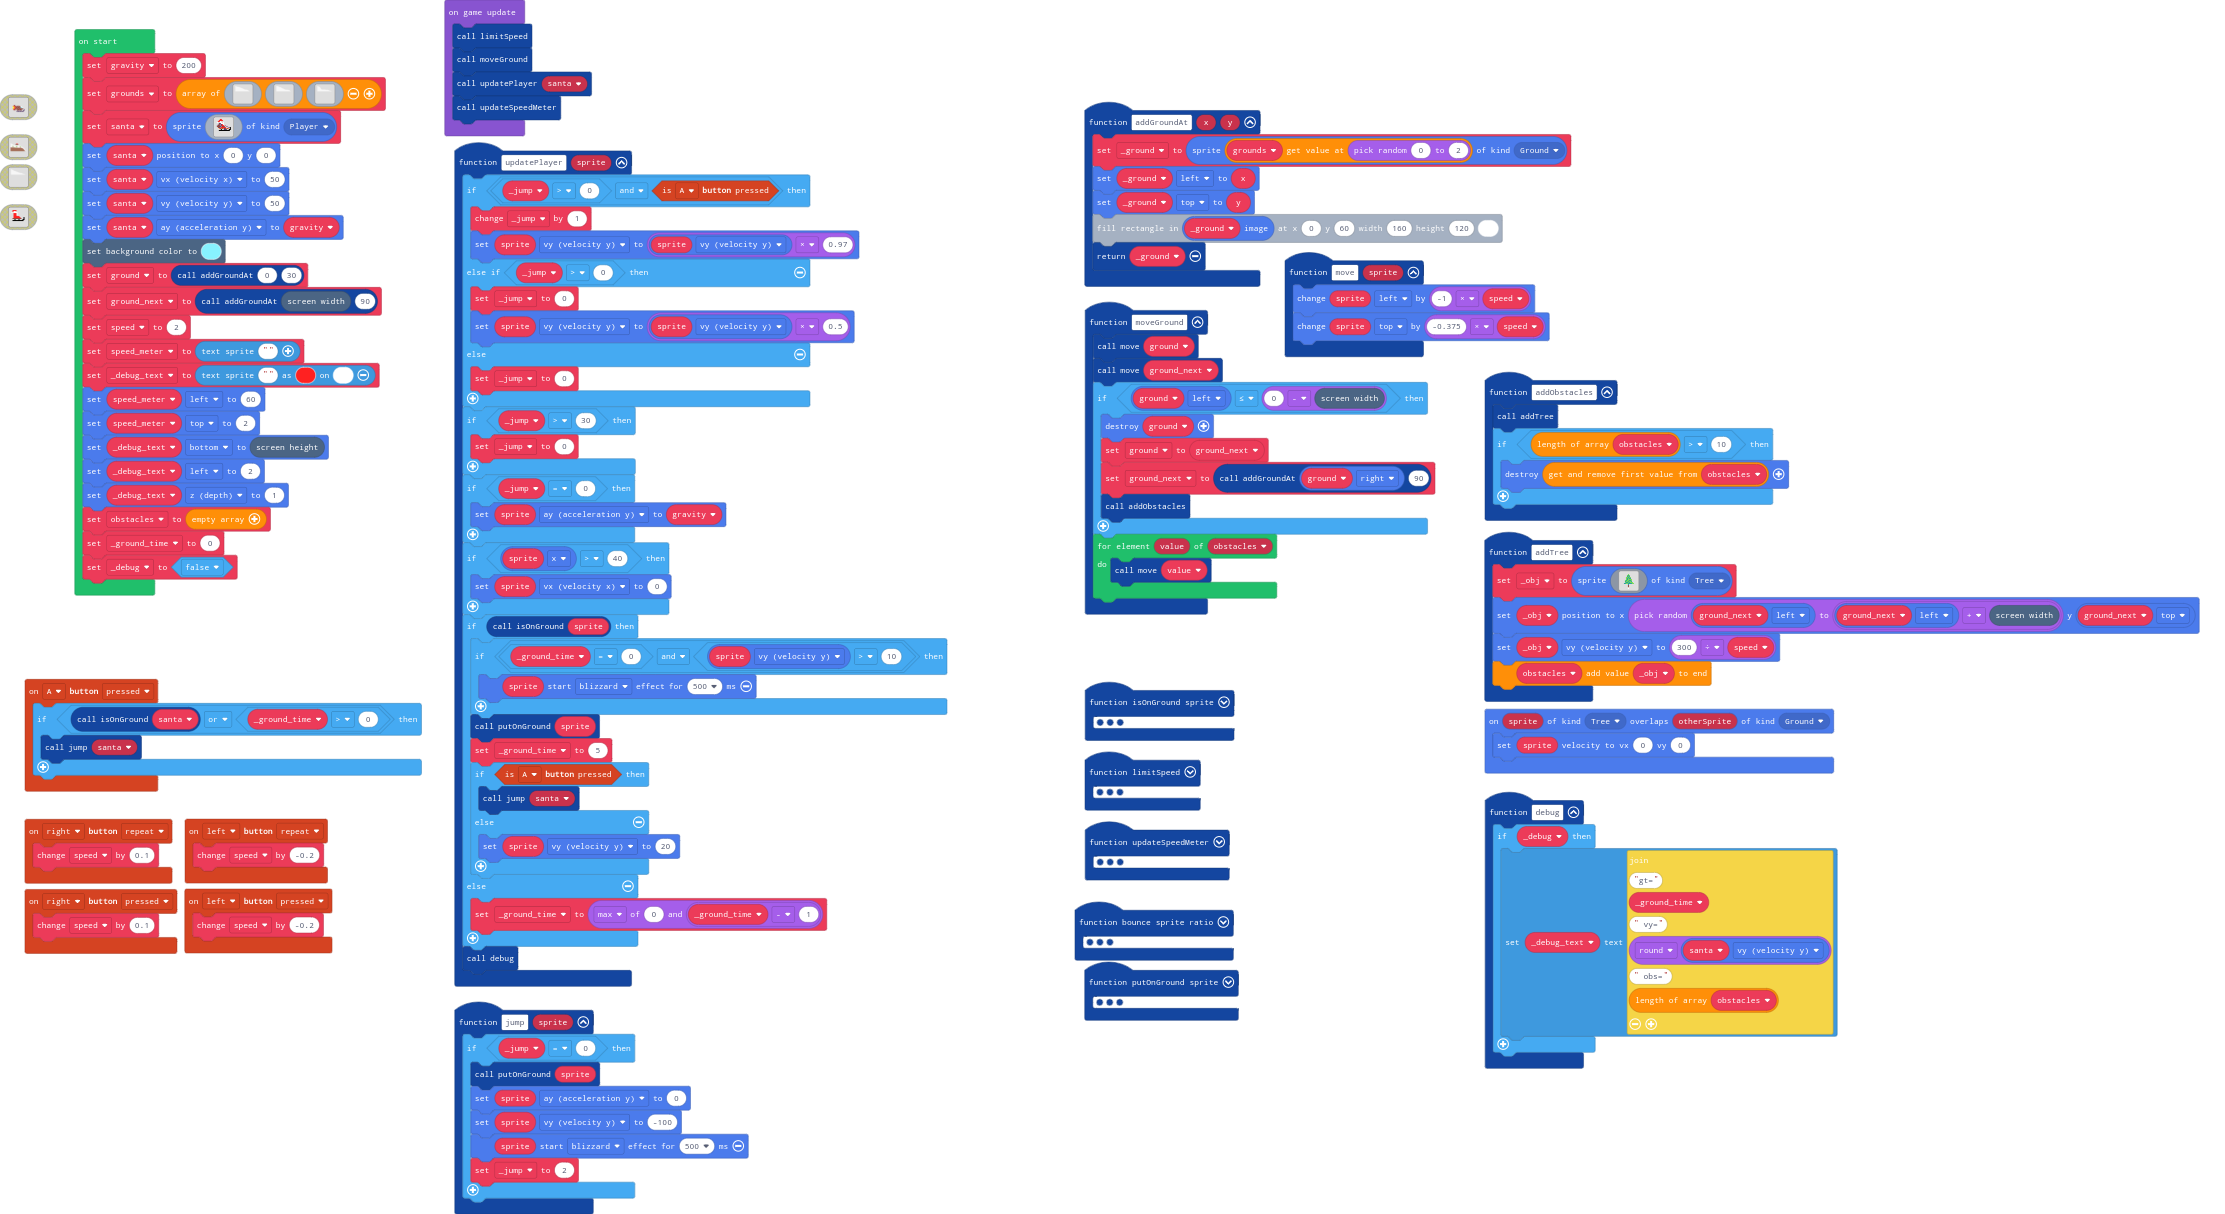 on start
set gravity to 200
set grounds to array of
set santa to sprite of kind Player
set santa position to x 0 y 0
set santa vx (velocity x) to 50
set santa vy (velocity y) to 50
set santa ay (acceleration y) to gravity
set background color to
set ground to call addGroundAt 0 30
set ground_next to call addGroundAt screen width 90
set speed to 2
set speed_meter to text sprite ""
set _debug_text to text sprite "" as on
set speed_meter left to 60
set speed_meter top to 2
set _debug_text bottom to screen height
set _debug_text left to 2
set _debug_text z (depth) to 1
set obstacles to empty array
set _ground_time to 0
set _debug to false
on A button pressed
if call isOnGround santa or _ground_time > 0 then
call jump santa
on right button repeat
change speed by 0.1
on left button repeat
change speed by -0.2
on right button pressed
change speed by 0.1
on left button pressed
change speed by -0.2
on game update
call limitSpeed
call moveGround
call updatePlayer santa
call updateSpeedMeter
function updatePlayer sprite
if _jump > 0 and is A button pressed then
change _jump by 1
set sprite vy (velocity y) to sprite vy (velocity y) × 0.97
else if _jump > 0 then
set _jump to 0
set sprite vy (velocity y) to sprite vy (velocity y) × 0.5
else
set _jump to 0
if _jump > 30 then
set _jump to 0
if _jump = 0 then
set sprite ay (acceleration y) to gravity
if sprite x > 40 then
set sprite vx (velocity x) to 0
if call isOnGround sprite then
if _ground_time = 0 and sprite vy (velocity y) > 10 then
sprite start blizzard effect for 500 ms
call putOnGround sprite
set _ground_time to 5
if is A button pressed then
call jump santa
else
set sprite vy (velocity y) to 20
else
set _ground_time to max of 0 and _ground_time - 1
call debug
function jump sprite
if _jump = 0 then
call putOnGround sprite
set sprite ay (acceleration y) to 0
set sprite vy (velocity y) to -100
sprite start blizzard effect for 500 ms
set _jump to 2
function addGroundAt x y
set _ground to sprite grounds get value at pick random 0 to 2 of kind Ground
set _ground left to x
set _ground top to y
fill rectangle in _ground image at x 0 y 60 width 160 height 120
return _ground
function move sprite
change sprite left by -1 × speed
change sprite top by -0.375 × speed
function moveGround
call move ground
call move ground_next
if ground left ≤ 0 - screen width then
destroy ground
set ground to ground_next
set ground_next to call addGroundAt ground right 90
call addObstacles
for element value of obstacles
do call move value
function isOnGround sprite
function limitSpeed
function updateSpeedMeter
function bounce sprite ratio
function putOnGround sprite
function addObstacles
call addTree
if length of array obstacles > 10 then
destroy get and remove first value from obstacles
function addTree
set _obj to sprite of kind Tree
set _obj position to x pick random ground_next left to ground_next left + screen width y ground_next top
set _obj vy (velocity y) to 300 ÷ speed
obstacles add value _obj to end
on sprite of kind Tree overlaps otherSprite of kind Ground
set sprite velocity to vx 0 vy 0
function debug
if _debug then
set _debug_text text join
"gt="
_ground_time
" vy="
round santa vy (velocity y)
" obs="
length of array obstacles